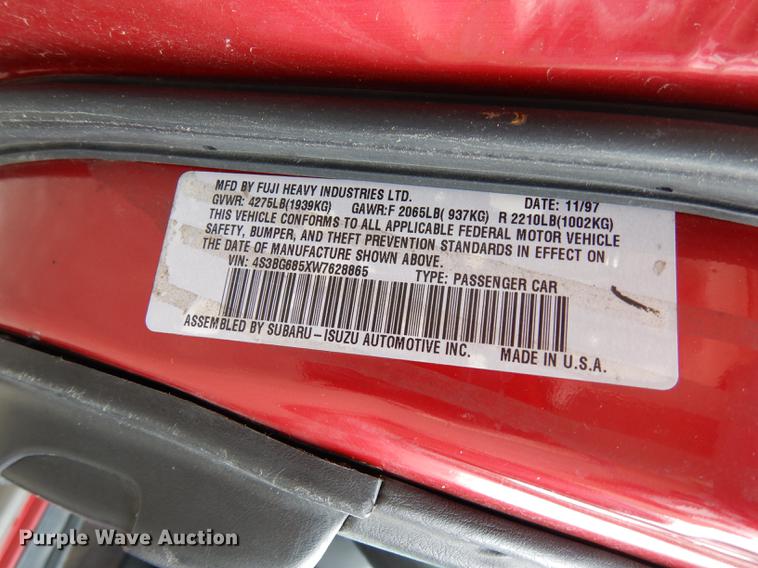 MFD BY FUJI HEAVY INDUSTRIES LTD. DATE: 11/97
GVWR: 4275LB(1939KG) GAWR:F 2065LB( 937KG) R 2210LB(1002KG)
THIS VEHICLE CONFORMS TO ALL APPLICABLE FEDERAL MOTOR VEHICLE
SAFETY, BUMPER, AND THEFT PREVENTION STANDARDS IN EFFECT ON
THE DATE OF MANUFACTURE SHOWN ABOVE.
VIN: 4S3BG685XW7628865 TYPE: PASSENGER CAR
ASSEMBLED BY SUBARU-ISUZU AUTOMOTIVE INC. MADE IN U.S.A.
Purple Wave Auction®